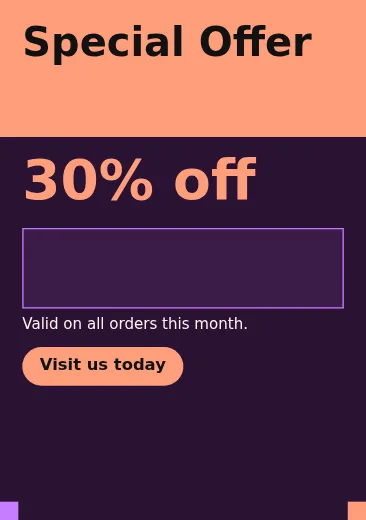 Special Offer
30% off
Valid on all orders this month.
Visit us today